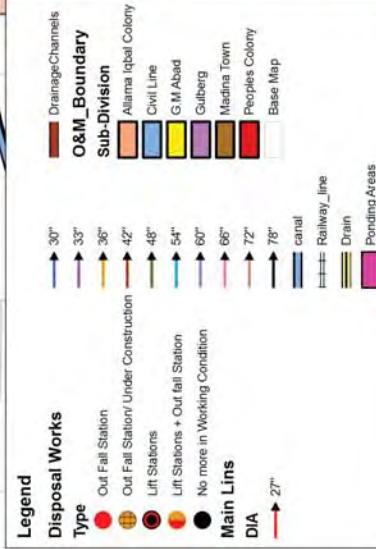 Legend
Disposal Works
Type
Out Fall Station
Out Fall Station/ Under Construction
Lift Stations
Lift Stations + Out fall Station
No more in Working Condition
Main Lins
DIA
27"
30"
33"
36"
42"
48"
54"
60"
66"
72"
78"
canal
Railway_line
Drain
Ponding Areas
DrainageChannels
O&M_Boundary
Sub-Division
Allama Iqbal Colony
Civil Line
G.M Abad
Gulberg
Madina Town
Peoples Colony
Base Map